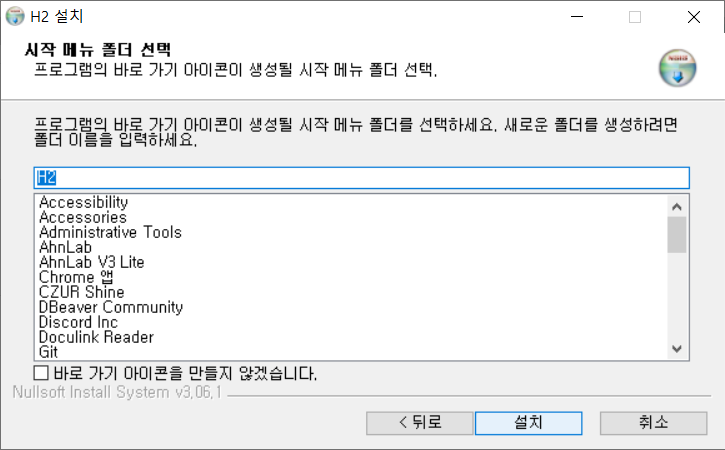 H2 설치
시작 메뉴 폴더 선택
프로그램의 바로 가기 아이콘이 생성될 시작 메뉴 폴더 선택.
프로그램의 바로 가기 아이콘이 생성될 시작 메뉴 폴더를 선택하세요. 새로운 폴더를 생성하려면
폴더 이름을 입력하세요.
H2
Accessibility
Accessories
Administrative Tools
AhnLab
AhnLab V3 Lite
Chrome 앱
CZUR Shine
DBeaver Community
Discord Inc
Doculink Reader
Git
바로 가기 아이콘을 만들지 않겠습니다.
Nullsoft Install System v3.06.1
< 뒤로
설치
취소